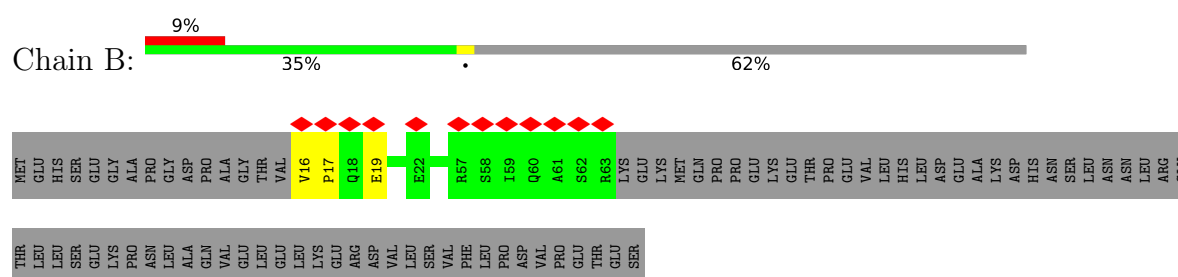 9%
Chain B:
35% • 62%
MET GLU HIS SER GLU GLY ALA PRO GLY ASP PRO ALA GLY THR VAL V16 P17 Q18 E19 E22 R57 S58 I59 Q60 A61 S62 R63 LYS GLU LYS MET GLN PRO PRO GLU LYS GLU THR PRO GLU VAL LEU HIS LEU ASP GLU ALA LYS ASP HIS ASN SER LEU ASN ASN LEU ARG
THR LEU LEU SER GLU LYS PRO ASN LEU ALA GLN VAL GLU LEU GLU LEU LYS GLU ARG ASP VAL LEU SER VAL PHE LEU PRO ASP VAL PRO GLU THR GLU SER